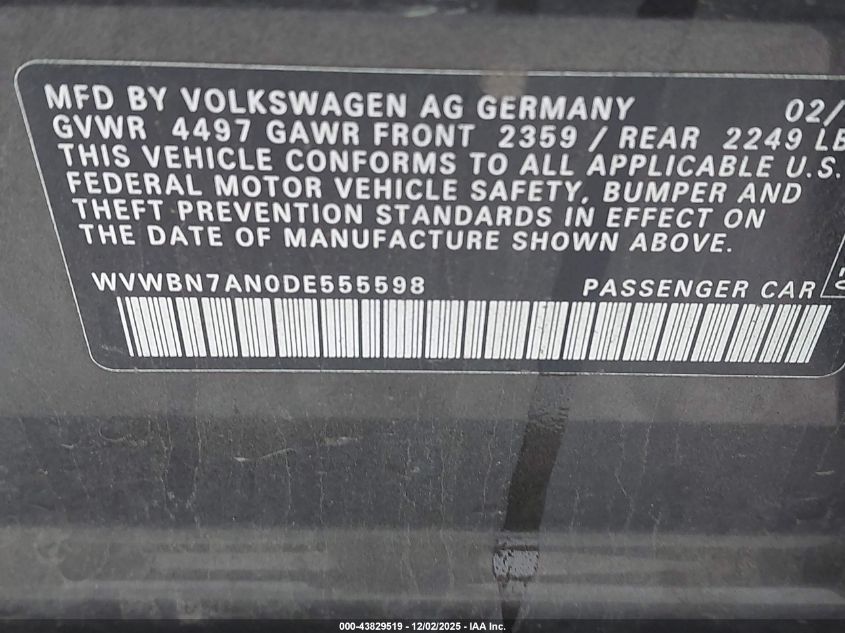 MFD BY VOLKSWAGEN AG GERMANY 02/
GVWR 4497 GAWR FRONT 2359 / REAR 2249 LB
THIS VEHICLE CONFORMS TO ALL APPLICABLE U.S.
FEDERAL MOTOR VEHICLE SAFETY, BUMPER AND
THEFT PREVENTION STANDARDS IN EFFECT ON
THE DATE OF MANUFACTURE SHOWN ABOVE.
WVWBN7AN0DE555598 PASSENGER CAR
000-43829519 - 12/02/2025 - IAA Inc.